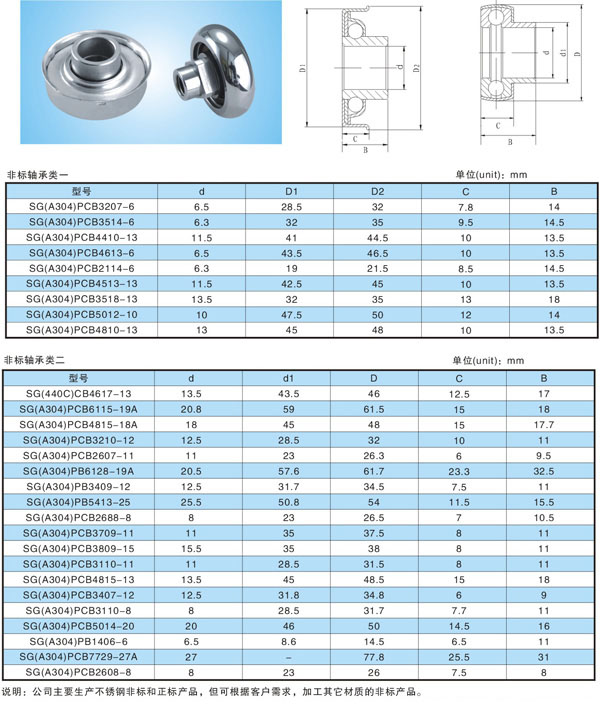 D1 d D2 C B
d d1 D C B
非标轴承类一 单位(unit): mm
型号 d D1 D2 C B
SG(A304)PCB3207-6 6.5 28.5 32 7.8 14
SG(A304)PCB3514-6 6.3 32 35 9.5 14.5
SG(A304)PCB4410-13 11.5 41 44.5 10 13.5
SG(A304)PCB4613-6 6.5 43.5 46.5 10 13.5
SG(A304)PCB2114-6 6.3 19 21.5 8.5 14.5
SG(A304)PCB4513-13 11.5 42.5 45 10 13.5
SG(A304)PCB3518-13 13.5 32 35 13 18
SG(A304)PCB5012-10 10 47.5 50 12 14
SG(A304)PCB4810-13 13 45 48 10 13.5
非标轴承类二 单位(unit): mm
型号 d d1 D C B
SG(440C)CB4617-13 13.5 43.5 46 12.5 17
SG(A304)PCB6115-19A 20.8 59 61.5 15 18
SG(A304)PCB4815-18A 18 45 48 15 17.7
SG(A304)PCB3210-12 12.5 28.5 32 10 11
SG(A304)PCB2607-11 11 23 26.3 6 9.5
SG(A304)PB6128-19A 20.5 57.6 61.7 23.3 32.5
SG(A304)PB3409-12 12.5 31.7 34.5 7.5 11
SG(A304)PB5413-25 25.5 50.8 54 11.5 15.5
SG(A304)PCB2688-8 8 23 26.5 7 10.5
SG(A304)PCB3709-11 11 35 37.5 8 11
SG(A304)PCB3809-15 15.5 35 38 8 11
SG(A304)PCB3110-11 11 28.5 31.5 8 11
SG(A304)PCB4815-13 13.5 45 48.5 15 18
SG(A304)PCB3407-12 12.5 31.8 34.8 6 9
SG(A304)PCB3110-8 8 28.5 31.7 7.7 11
SG(A304)PCB5014-20 20 46 50 14.5 16
SG(A304)PB1406-6 6.5 8.6 14.5 6.5 11
SG(A304)PCB7729-27A 27 - 77.8 25.5 31
SG(A304)PCB2608-8 8 23 26 7.5 8
说明：公司主要生产不锈钢非标和正标产品，但可根据客户需求，加工其它材质的非标产品。